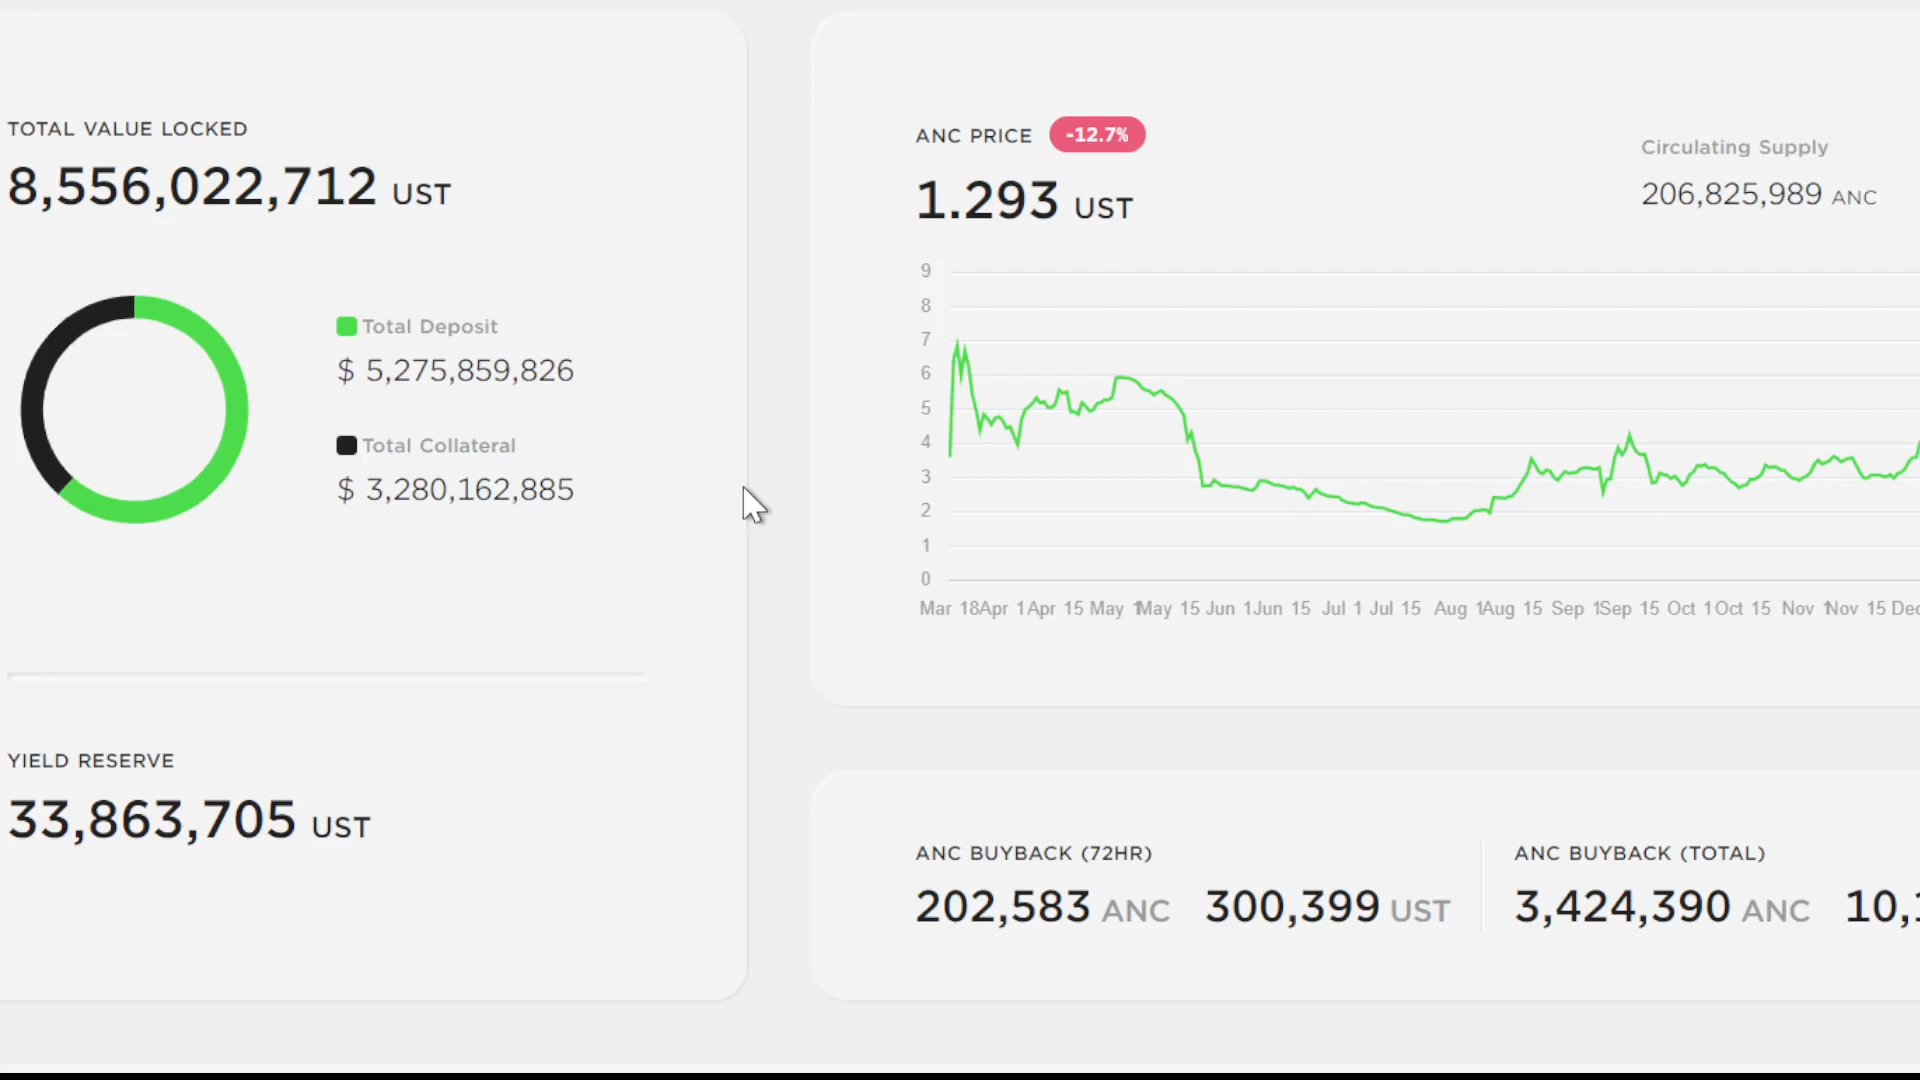 TOTAL VALUE LOCKED
8,556,022,712 UST
Total Deposit
$ 5,275,859,826
Total Collateral
$ 3,280,162,885
YIELD RESERVE
33,863,705 UST
ANC PRICE -12.7%
1.293 UST
Circulating Supply
206,825,989 ANC
9
8
7
6
5
4
3
2
1
0
Mar 18 Apr 1 Apr 15 May 1 May 15 Jun 1 Jun 15 Jul 1 Jul 15 Aug 1 Aug 15 Sep 1 Sep 15 Oct 1 Oct 15 Nov 1 Nov 15 Dec
ANC BUYBACK (72HR)
202,583 ANC 300,399 UST
ANC BUYBACK (TOTAL)
3,424,390 ANC 10,1